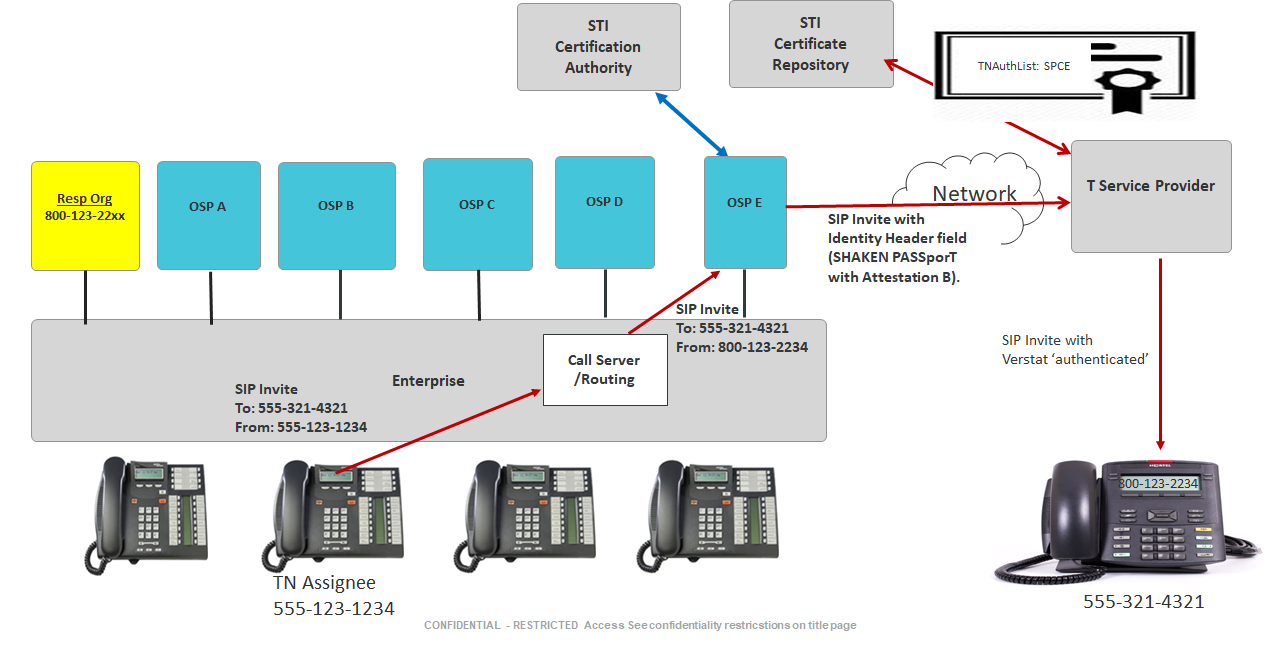 STI
Certification
Authority
STI
Certificate
Repository
TNAuthList: SPCE
Resp Org
800-123-22xx
OSP A
OSP B
OSP C
OSP D
OSP E
Network
T Service Provider
SIP Invite with
Identity Header field
(SHAKEN PASSporT
with Attestation B).
SIP Invite
To: 555-321-4321
From: 800-123-2234
Call Server
/Routing
Enterprise
SIP Invite
To: 555-321-4321
From: 555-123-1234
SIP Invite with
Verstat ‘authenticated’
NORTEL
800-123-2234
TN Assignee
555-123-1234
555-321-4321
CONFIDENTIAL - RESTRICTED Access See confidentiality restricstions on title page